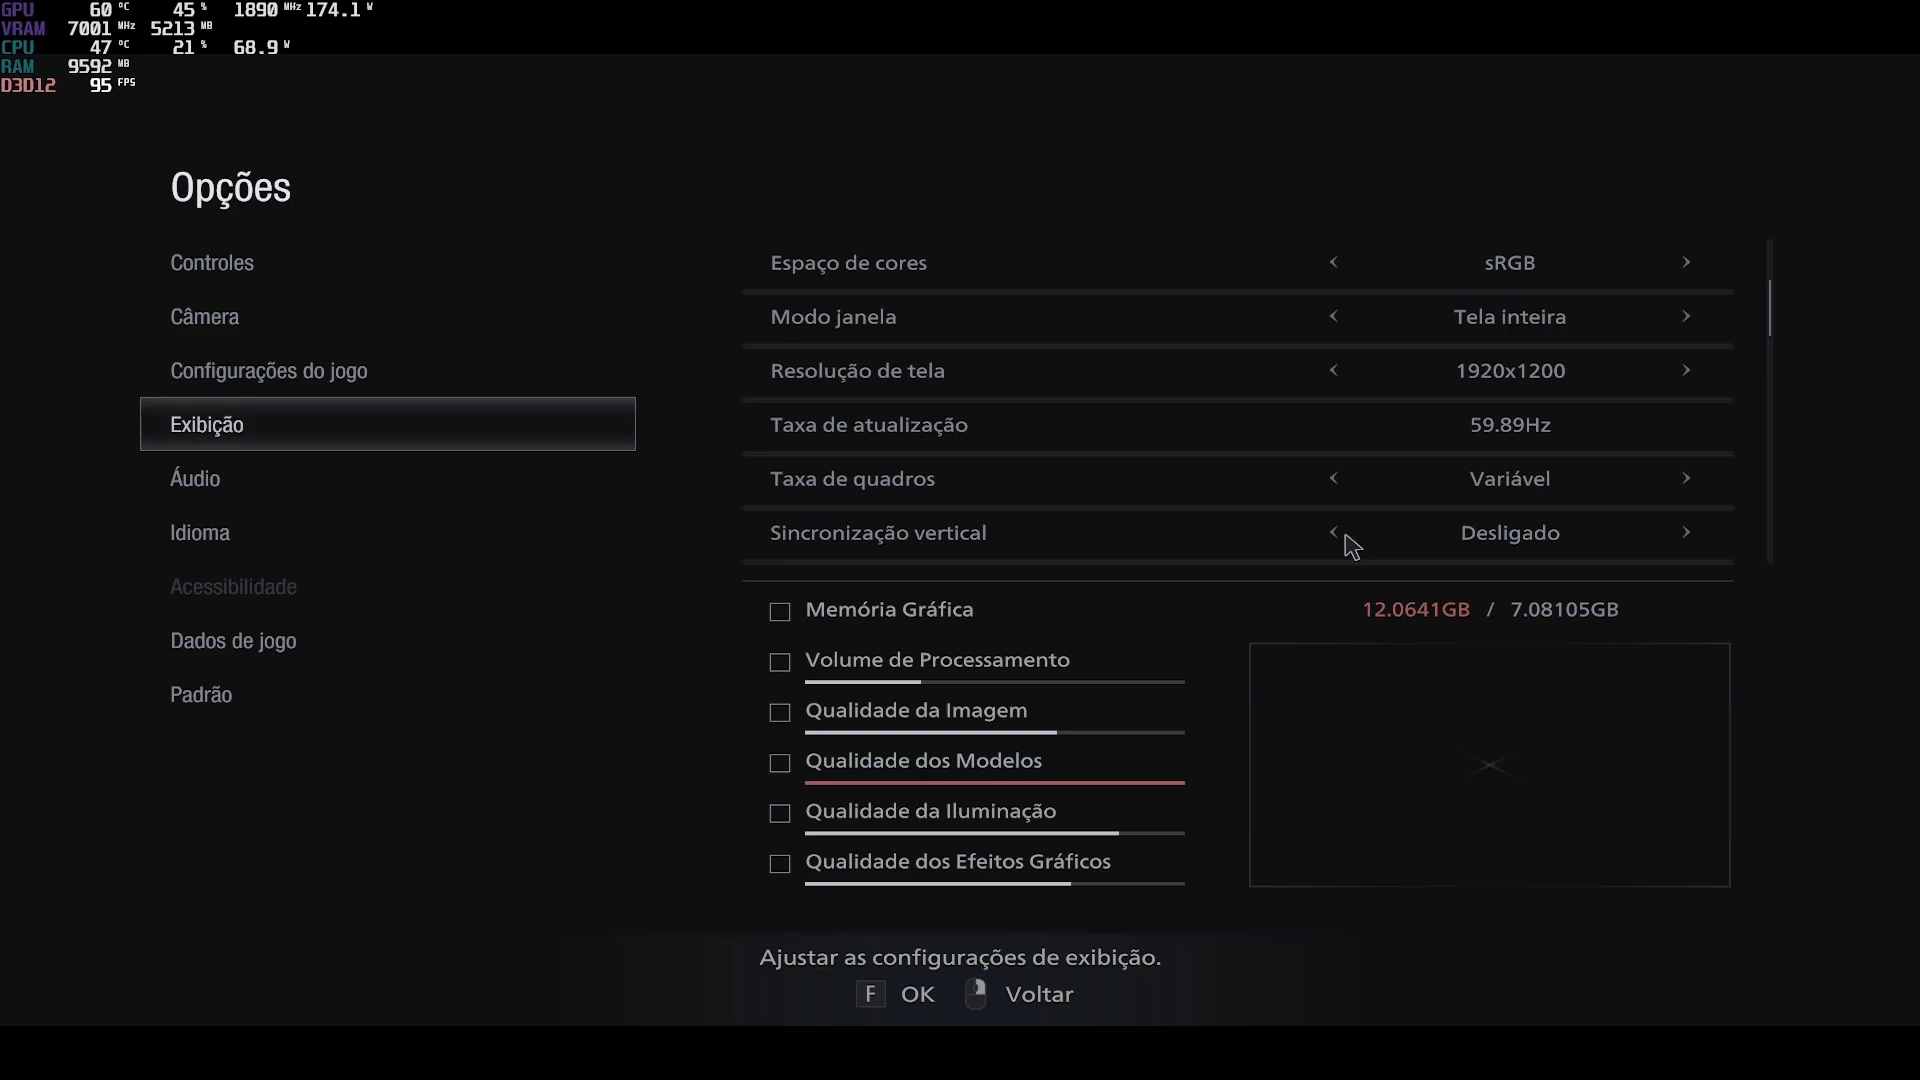 GPU 60 °C 45 % 1890 MHz 174.1 W
VRAM 7001 MHz 5213 MB
CPU 47 °C 21 % 68.9 W
RAM 9592 MB
D3D12 95 FPS
Opções
Controles
Câmera
Configurações do jogo
Exibição
Áudio
Idioma
Acessibilidade
Dados de jogo
Padrão
Espaço de cores < sRGB >
Modo janela < Tela inteira >
Resolução de tela < 1920x1200 >
Taxa de atualização 59.89Hz
Taxa de quadros < Variável >
Sincronização vertical < Desligado >
Memória Gráfica 12.0641GB / 7.08105GB
Volume de Processamento
Qualidade da Imagem
Qualidade dos Modelos
Qualidade da Iluminação
Qualidade dos Efeitos Gráficos
Ajustar as configurações de exibição.
F OK Voltar